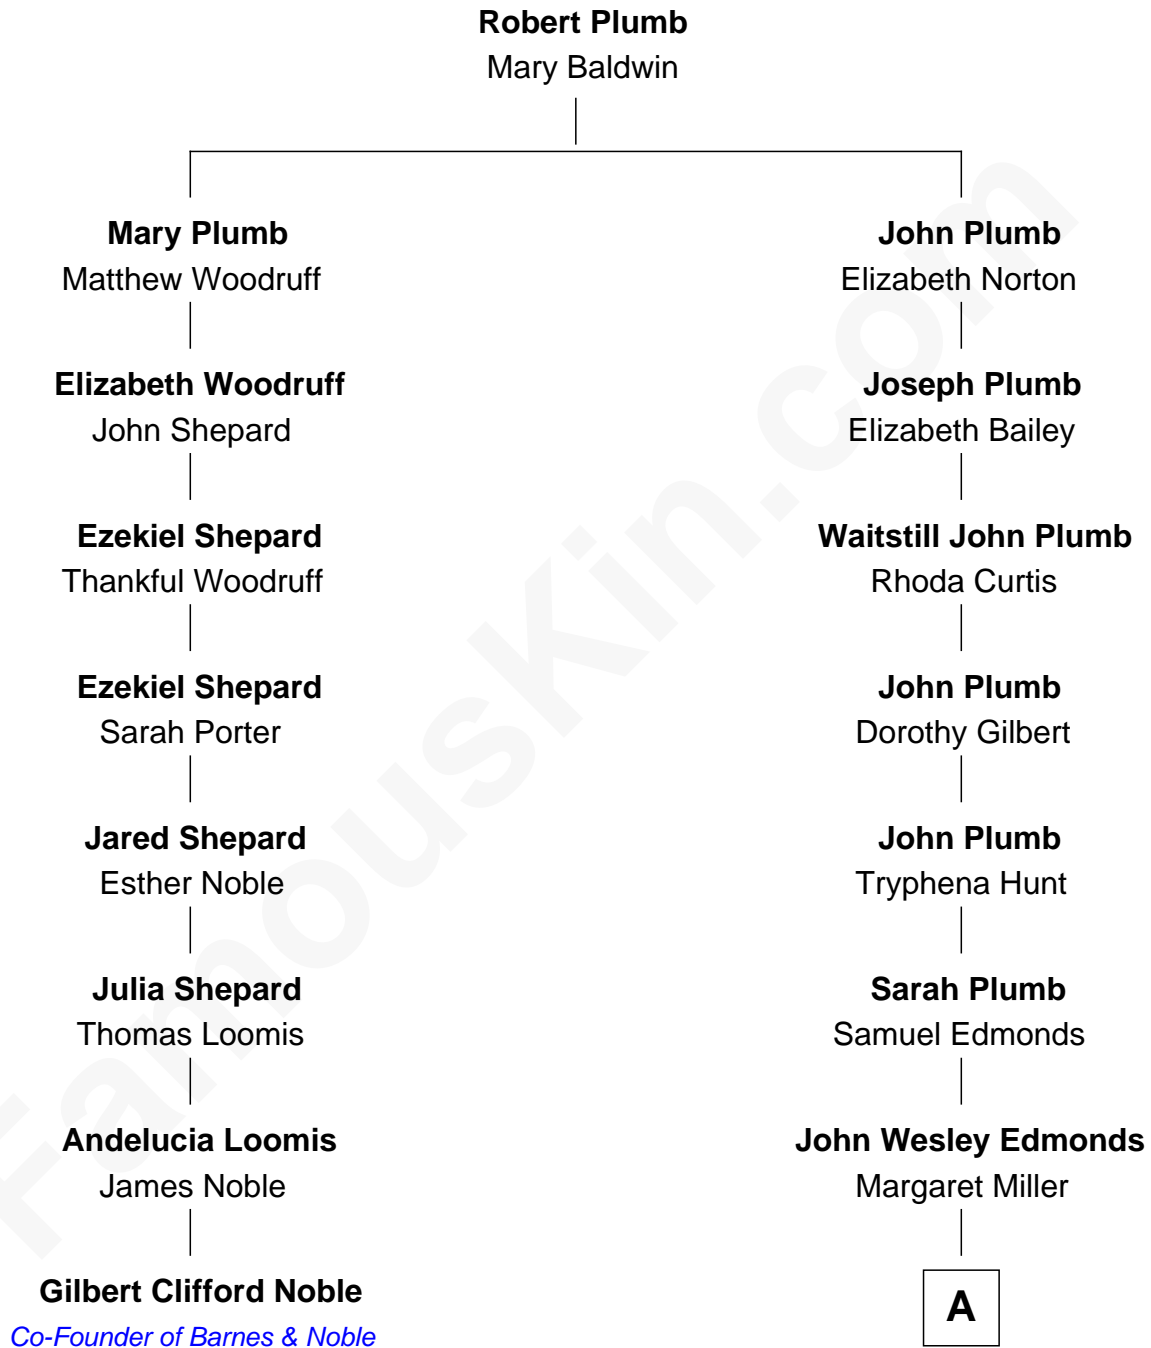 Robert Plumb
Mary Baldwin
Mary Plumb
Matthew Woodruff
John Plumb
Elizabeth Norton
Elizabeth Woodruff
John Shepard
Joseph Plumb
Elizabeth Bailey
Ezekiel Shepard
Thankful Woodruff
Waitstill John Plumb
Rhoda Curtis
Ezekiel Shepard
Sarah Porter
John Plumb
Dorothy Gilbert
Jared Shepard
Esther Noble
John Plumb
Tryphena Hunt
Julia Shepard
Thomas Loomis
Sarah Plumb
Samuel Edmonds
Andelucia Loomis
James Noble
John Wesley Edmonds
Margaret Miller
Gilbert Clifford Noble
Co-Founder of Barnes & Noble
A
FamousKin.com